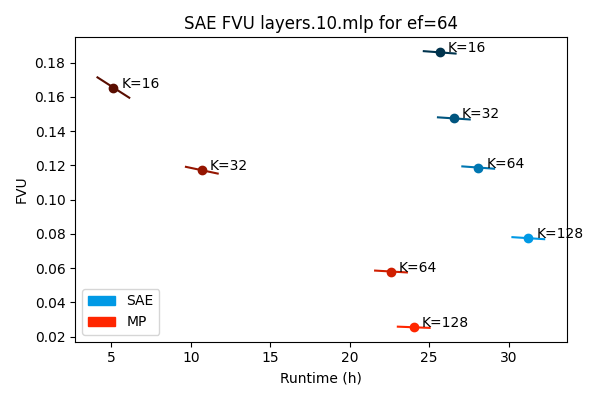 SAE FVU layers.10.mlp for ef=64
FVU
0.18
0.16
0.14
0.12
0.10
0.08
0.06
0.04
0.02
K=16
K=16
K=32
K=32
K=64
K=128
K=64
K=128
SAE
MP
5
10
15
20
25
30
Runtime (h)